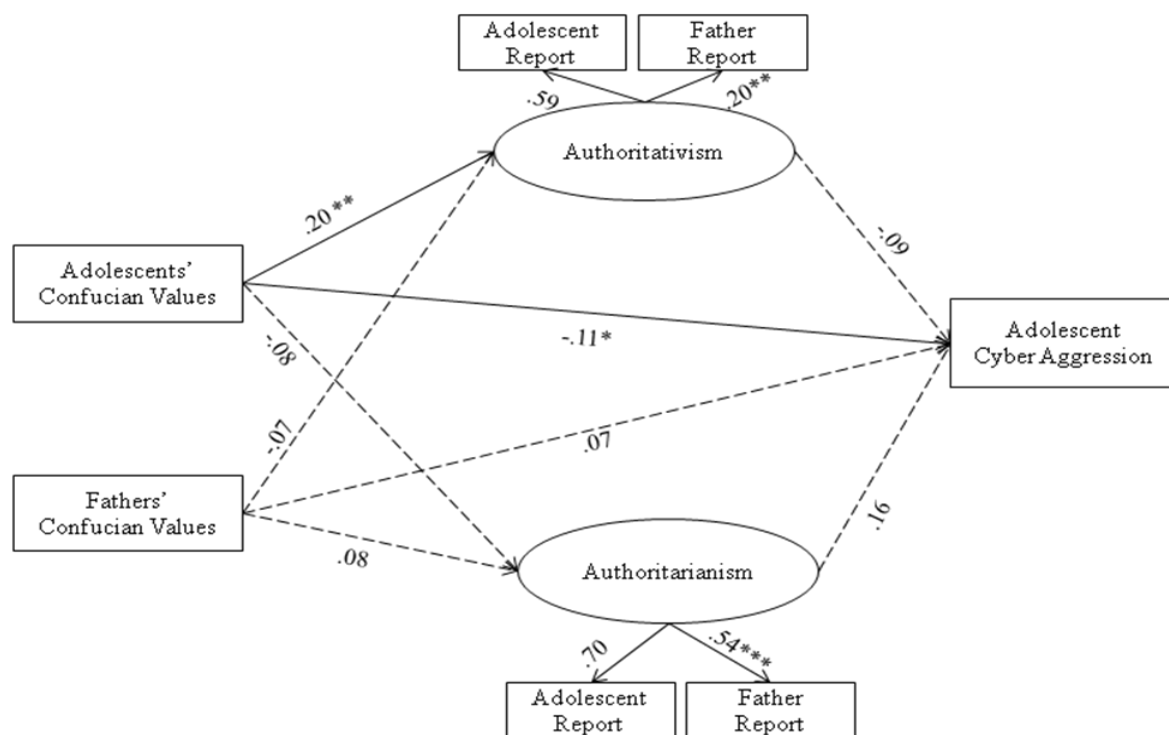 Adolescent
Report
Father
Report
.59
.20**
Authoritativism
.20**
-.09
Adolescents’
Confucian Values
-.11*
Adolescent
Cyber Aggression
-.08
-.07
.07
Fathers’
Confucian Values
.08
.16
Authoritarianism
.70
.54***
Adolescent
Report
Father
Report